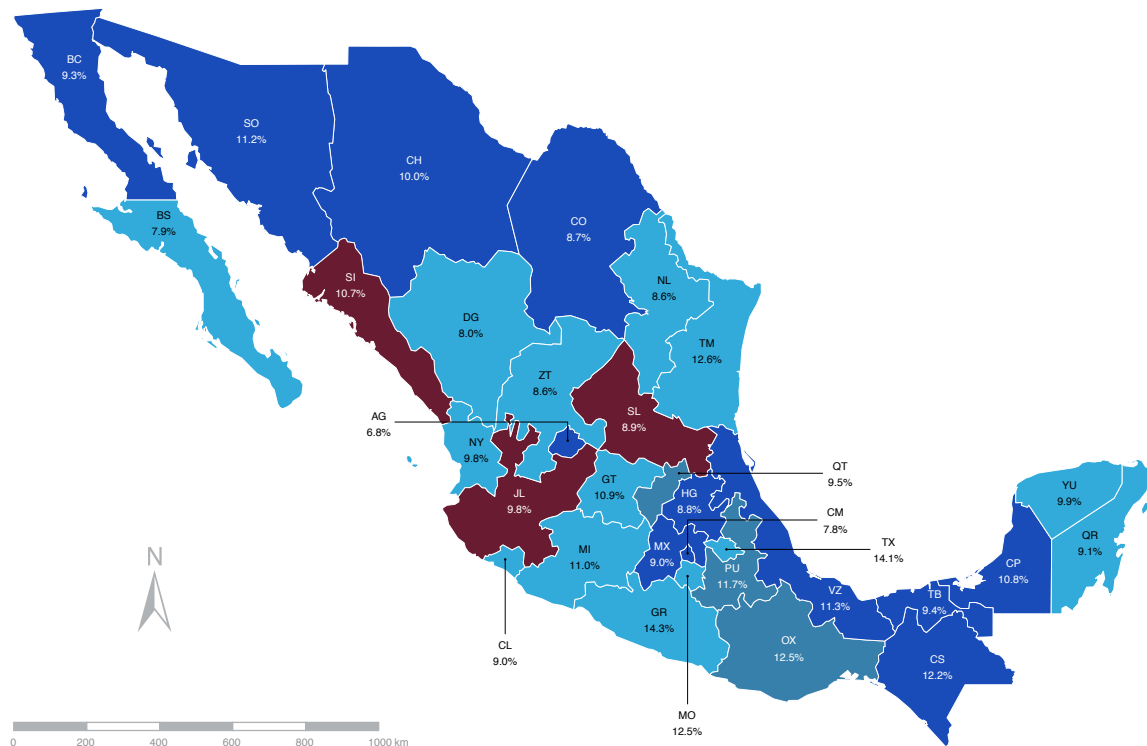 BC
9.3%
SO
11.2%
CH
10.0%
CO
8.7%
BS
7.9%
SI
10.7%
NL
8.6%
DG
8.0%
TM
12.6%
ZT
8.6%
AG
6.8%
SL
8.9%
NY
9.8%
QT
9.5%
GT
10.9%
HG
8.8%
JL
9.8%
YU
9.9%
CM
7.8%
QR
9.1%
TX
14.1%
MI
11.0%
MX
9.0%
PU
11.7%
CP
10.8%
N
VZ
11.3%
TB
9.4%
GR
14.3%
OX
12.5%
CL
9.0%
CS
12.2%
MO
12.5%
0 200 400 600 800 1000 km